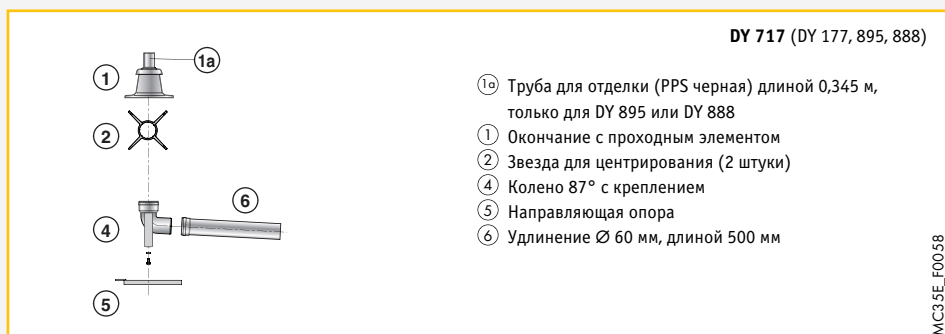 DY 717 (DY 177, 895, 888)
1a
1
2
6
4
5
1a Труба для отделки (PPS черная) длиной 0,345 м,
только для DY 895 или DY 888
1 Окончание с проходным элементом
2 Звезда для центрирования (2 штуки)
4 Колено 87° с креплением
5 Направляющая опора
6 Удлинение Ø 60 мм, длиной 500 мм
MC35E_F0058